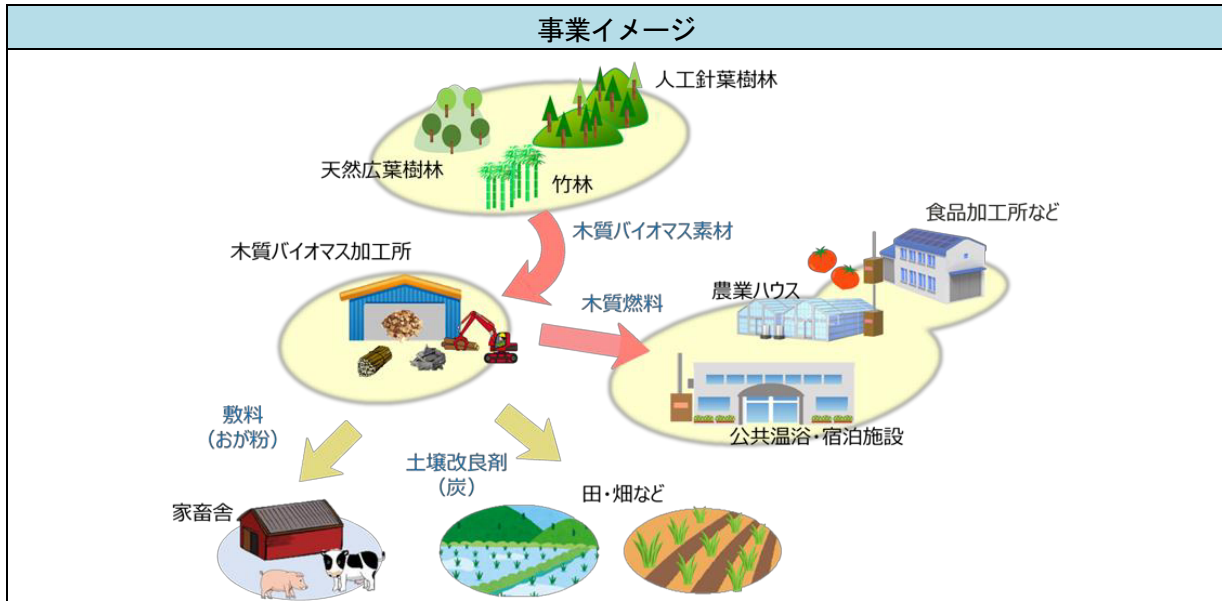 事業イメージ
人工針葉樹林
天然広葉樹林
竹林
木質バイオマス素材
食品加工所など
木質バイオマス加工所
農業ハウス
木質燃料
公共温浴・宿泊施設
敷料
（おが粉）
土壌改良剤
（炭）
田・畑など
家畜舎